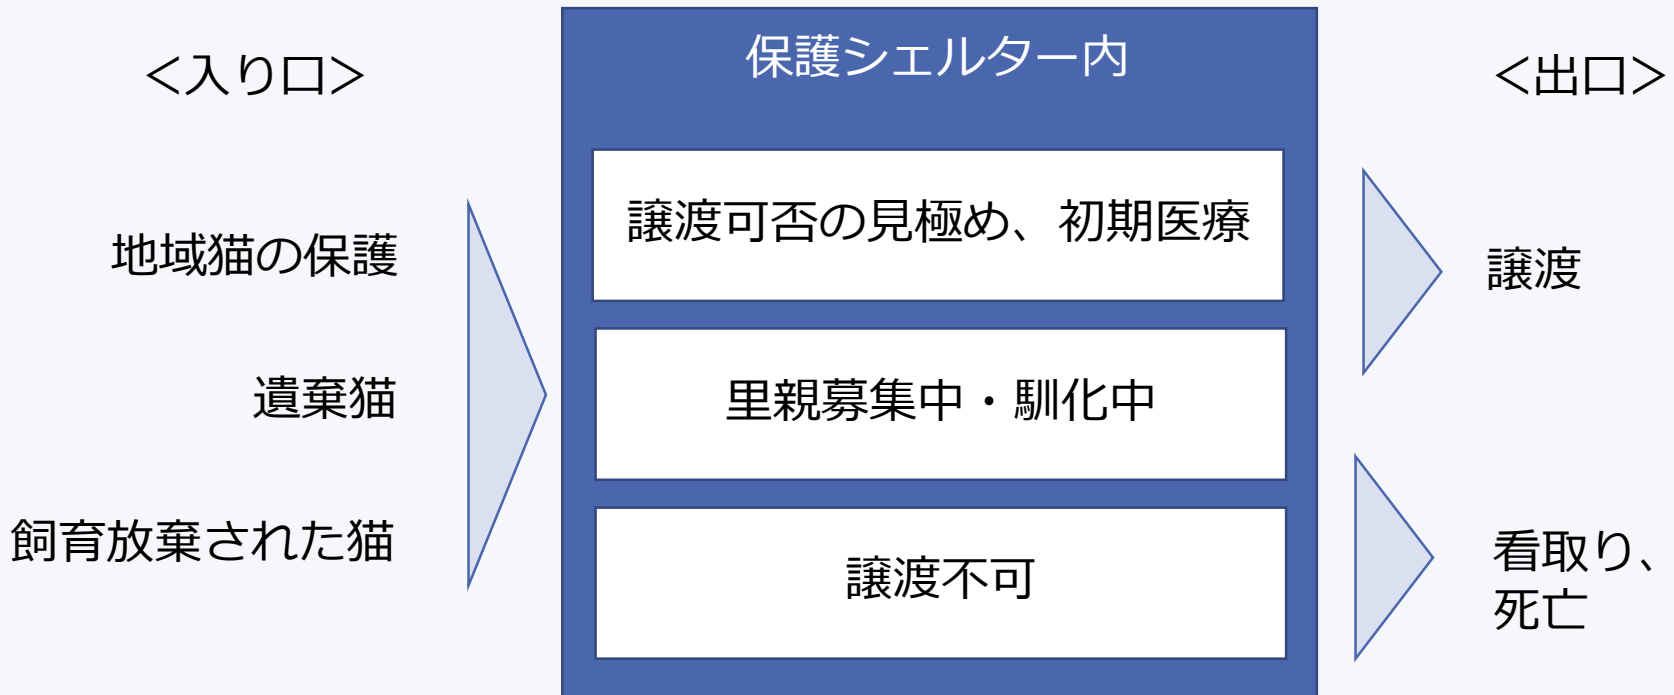 ＜入り口＞
保護シェルター内
＜出口＞
地域猫の保護
遺棄猫
飼育放棄された猫
譲渡可否の見極め、初期医療
里親募集中・馴化中
譲渡不可
譲渡
看取り、
死亡